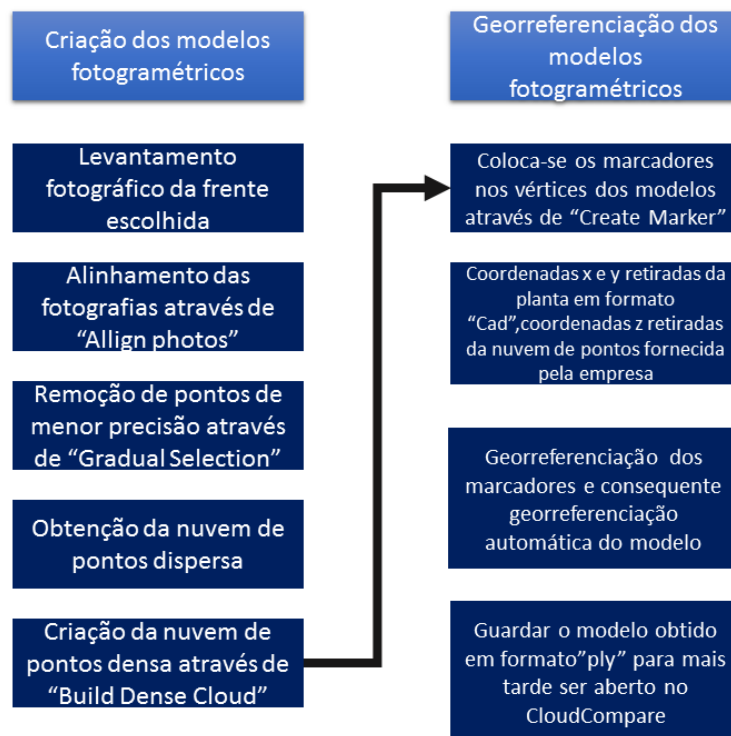 Criação dos modelos
fotogramétricos
Levantamento
fotográfico da frente
escolhida
Alinhamento das
fotografias através de
“Allign photos”
Remoção de pontos de
menor precisão através
de “Gradual Selection”
Obtenção da nuvem de
pontos dispersa
Criação da nuvem de
pontos densa através de
“Build Dense Cloud”
Georreferenciação dos
modelos
fotogramétricos
Coloca-se os marcadores
nos vértices dos modelos
através de “Create Marker”
Coordenadas x e y retiradas da
planta em formato
“Cad”,coordenadas z retiradas
da nuvem de pontos fornecida
pela empresa
Georreferenciação dos
marcadores e consequente
georreferenciação
automática do modelo
Guardar o modelo obtido
em formato”ply” para mais
tarde ser aberto no
CloudCompare